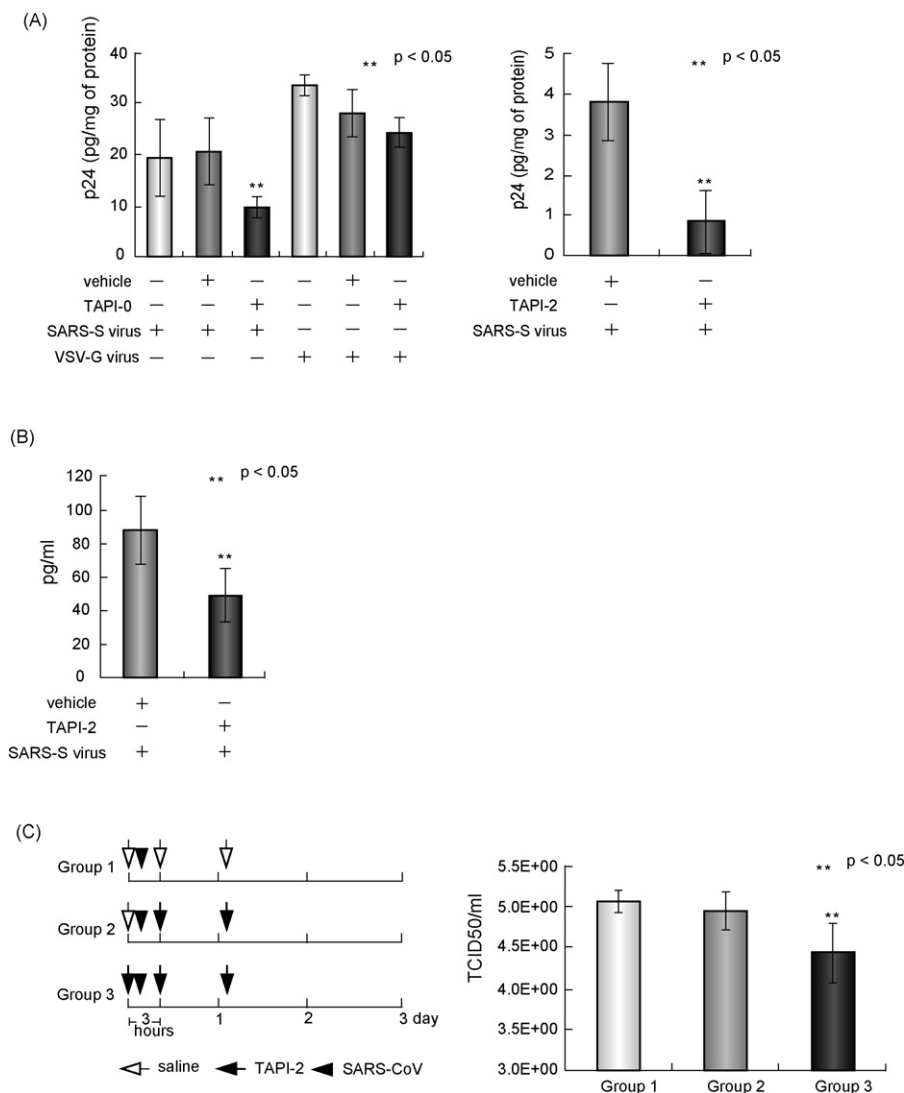 (A)
p24 (pg/mg of protein)
40
30
20
10
0
** p < 0.05
**
vehicle – + – – + –
TAPI-0 – – + – – +
SARS-S virus + + + – – –
VSV-G virus – – – + + +
p24 (pg/mg of protein)
5
4
3
2
1
0
** p < 0.05
**
vehicle + –
TAPI-2 – +
SARS-S virus + +
(B)
pg/ml
120
100
80
60
40
20
0
** p < 0.05
**
vehicle + –
TAPI-2 – +
SARS-S virus + +
(C)
Group 1
Group 2
Group 3
3 1 2 3 day
hours
saline TAPI-2 SARS-CoV
TCID50/ml
5.5E+00
5.0E+00
4.5E+00
4.0E+00
3.5E+00
3.0E+00
** p < 0.05
**
Group 1 Group 2 Group 3